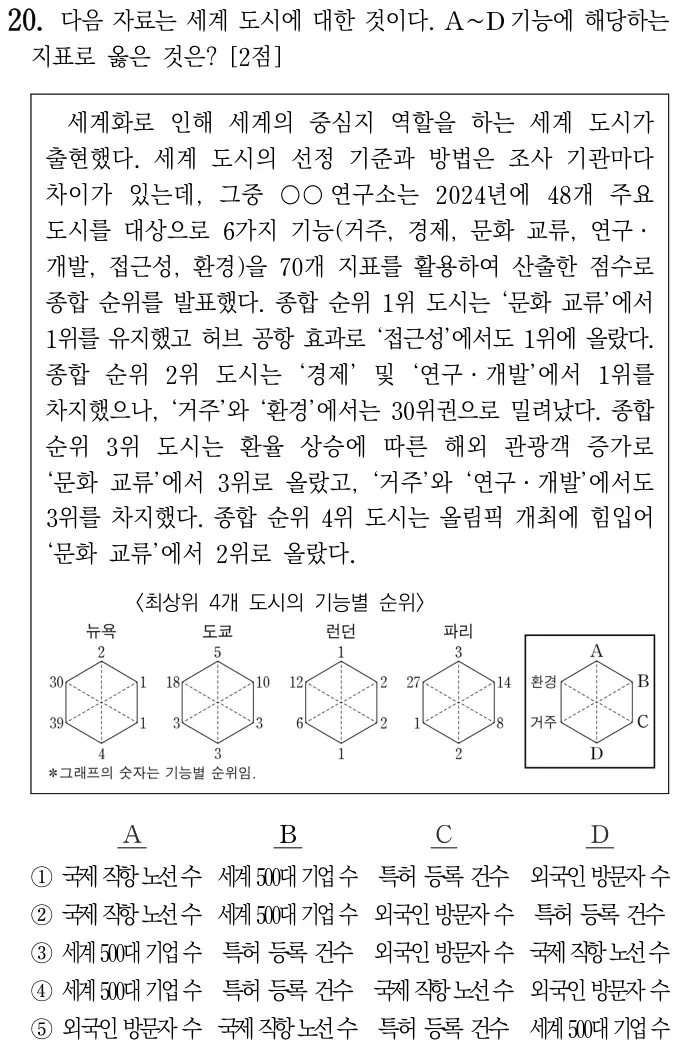 20. 다음 자료는 세계 도시에 대한 것이다. A~D 기능에 해당하는
지표로 옳은 것은? [2점]
세계화로 인해 세계의 중심지 역할을 하는 세계 도시가
출현했다. 세계 도시의 선정 기준과 방법은 조사 기관마다
차이가 있는데, 그중 ○○ 연구소는 2024년에 48개 주요
도시를 대상으로 6가지 기능(거주, 경제, 문화 교류, 연구·
개발, 접근성, 환경)을 70개 지표를 활용하여 산출한 점수로
종합 순위를 발표했다. 종합 순위 1위 도시는 ‘문화 교류’에서
1위를 유지했고 허브 공항 효과로 ‘접근성’에서도 1위에 올랐다.
종합 순위 2위 도시는 ‘경제’ 및 ‘연구·개발’에서 1위를
차지했으나, ‘거주’와 ‘환경’에서는 30위권으로 밀려났다. 종합
순위 3위 도시는 환율 상승에 따른 해외 관광객 증가로
‘문화 교류’에서 3위로 올랐고, ‘거주’와 ‘연구·개발’에서도
3위를 차지했다. 종합 순위 4위 도시는 올림픽 개최에 힘입어
‘문화 교류’에서 2위로 올랐다.
〈최상위 4개 도시의 기능별 순위〉
뉴욕 도쿄 런던 파리
2 5 1 3 A
30 1 18 10 12 2 27 14 환경 B
39 1 3 3 6 2 1 8 거주 C
4 3 1 2 D
*그래프의 숫자는 기능별 순위임.
A B C D
① 국제 직항 노선 수 세계 500대 기업 수 특허 등록 건수 외국인 방문자 수
② 국제 직항 노선 수 세계 500대 기업 수 외국인 방문자 수 특허 등록 건수
③ 세계 500대 기업 수 특허 등록 건수 외국인 방문자 수 국제 직항 노선 수
④ 세계 500대 기업 수 특허 등록 건수 국제 직항 노선 수 외국인 방문자 수
⑤ 외국인 방문자 수 국제 직항 노선 수 특허 등록 건수 세계 500대 기업 수